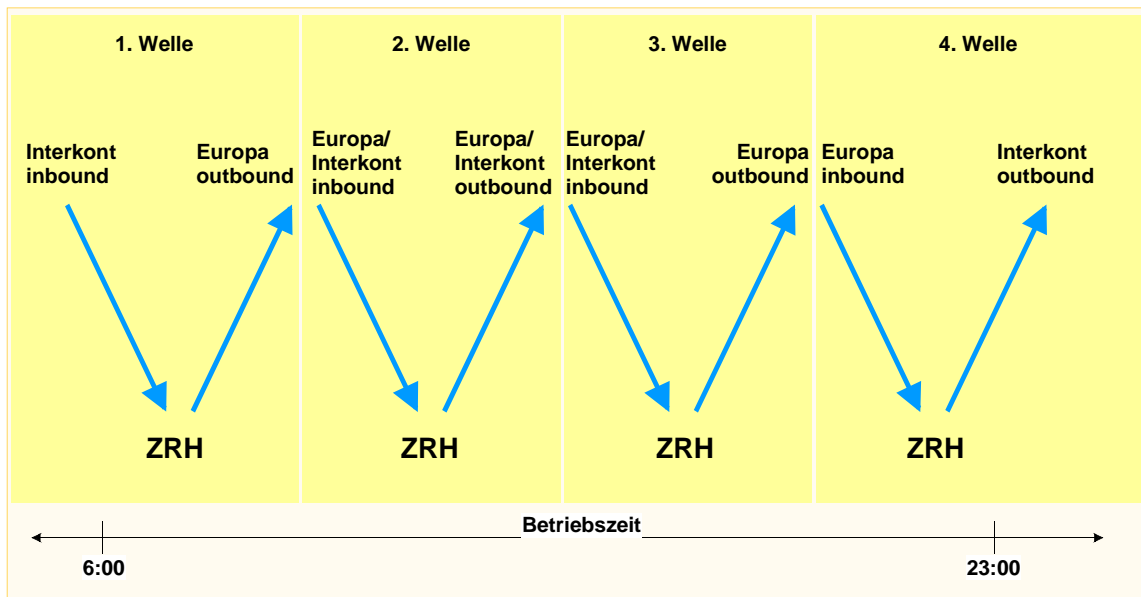 1. Welle
2. Welle
3. Welle
4. Welle
Interkont
inbound
Europa
outbound
Europa/
Interkont
inbound
Europa/
Interkont
outbound
Europa/
Interkont
inbound
Europa
outbound
Europa
inbound
Interkont
outbound
ZRH
ZRH
ZRH
ZRH
Betriebszeit
6:00
23:00